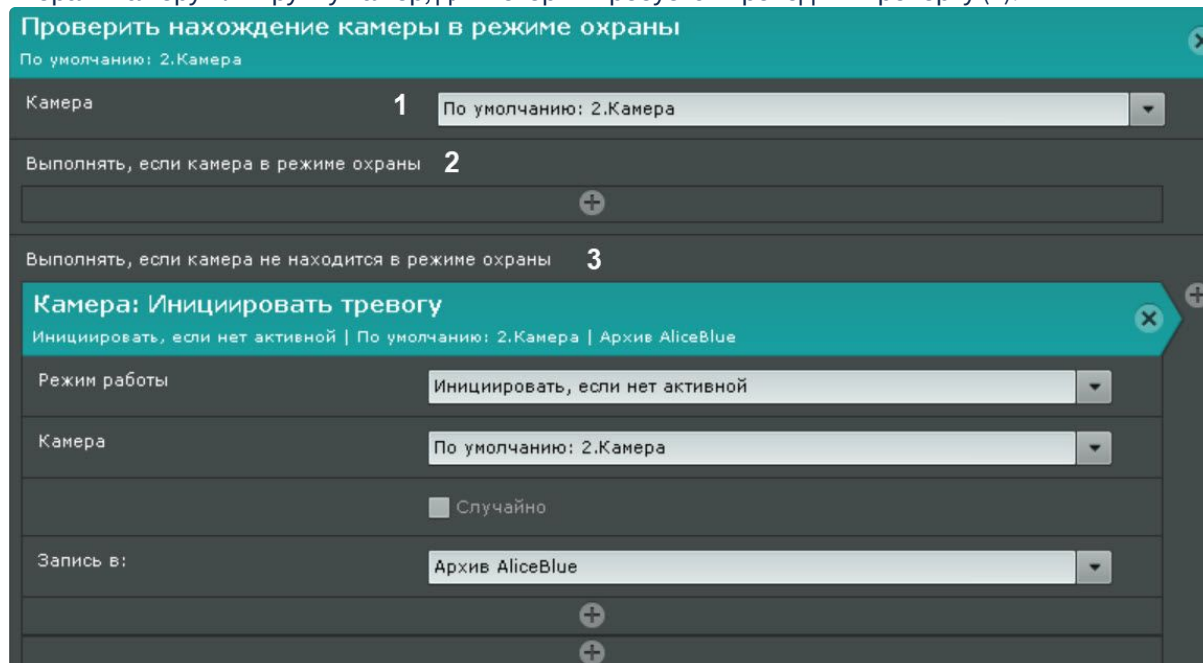 Проверить нахождение камеры в режиме охраны
По умолчанию: 2.Камера
Камера 1 По умолчанию: 2.Камера
Выполнять, если камера в режиме охраны 2
Выполнять, если камера не находится в режиме охраны 3
Камера: Инициировать тревогу
Инициировать, если нет активной | По умолчанию: 2.Камера | Архив AliceBlue
Режим работы Инициировать, если нет активной
Камера По умолчанию: 2.Камера
Случайно
Запись в: Архив AliceBlue